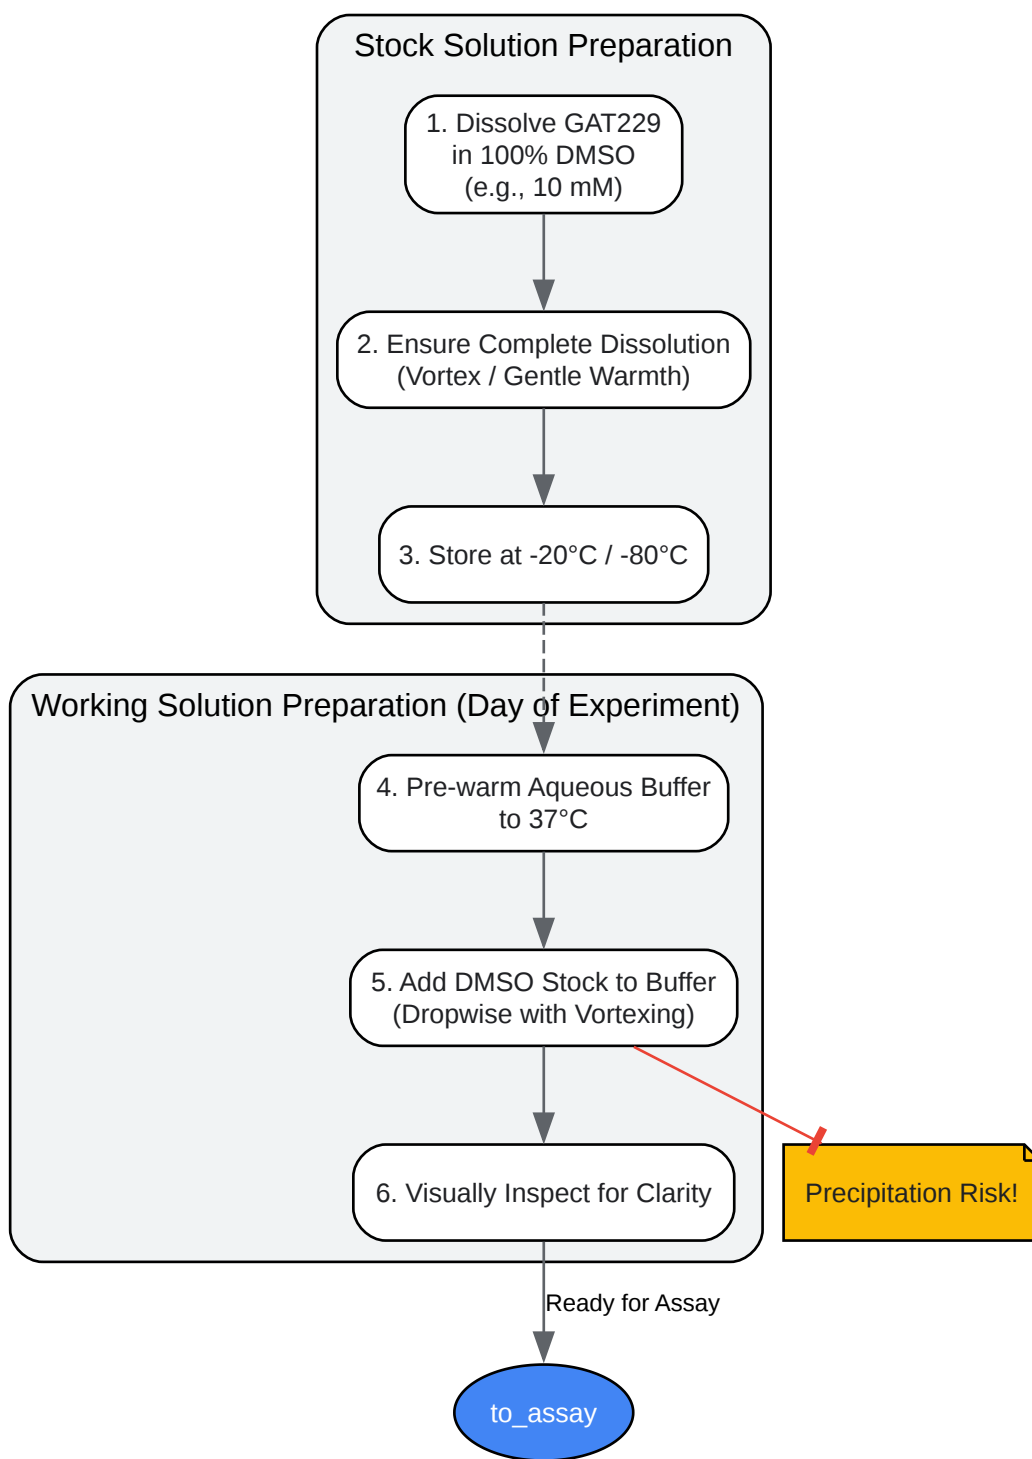 Stock Solution Preparation
1. Dissolve GAT229
in 100% DMSO
(e.g., 10 mM)
2. Ensure Complete Dissolution
(Vortex / Gentle Warmth)
3. Store at -20°C / -80°C
Working Solution Preparation (Day of Experiment)
4. Pre-warm Aqueous Buffer
to 37°C
5. Add DMSO Stock to Buffer
(Dropwise with Vortexing)
6. Visually Inspect for Clarity
Precipitation Risk!
Ready for Assay
to_assay